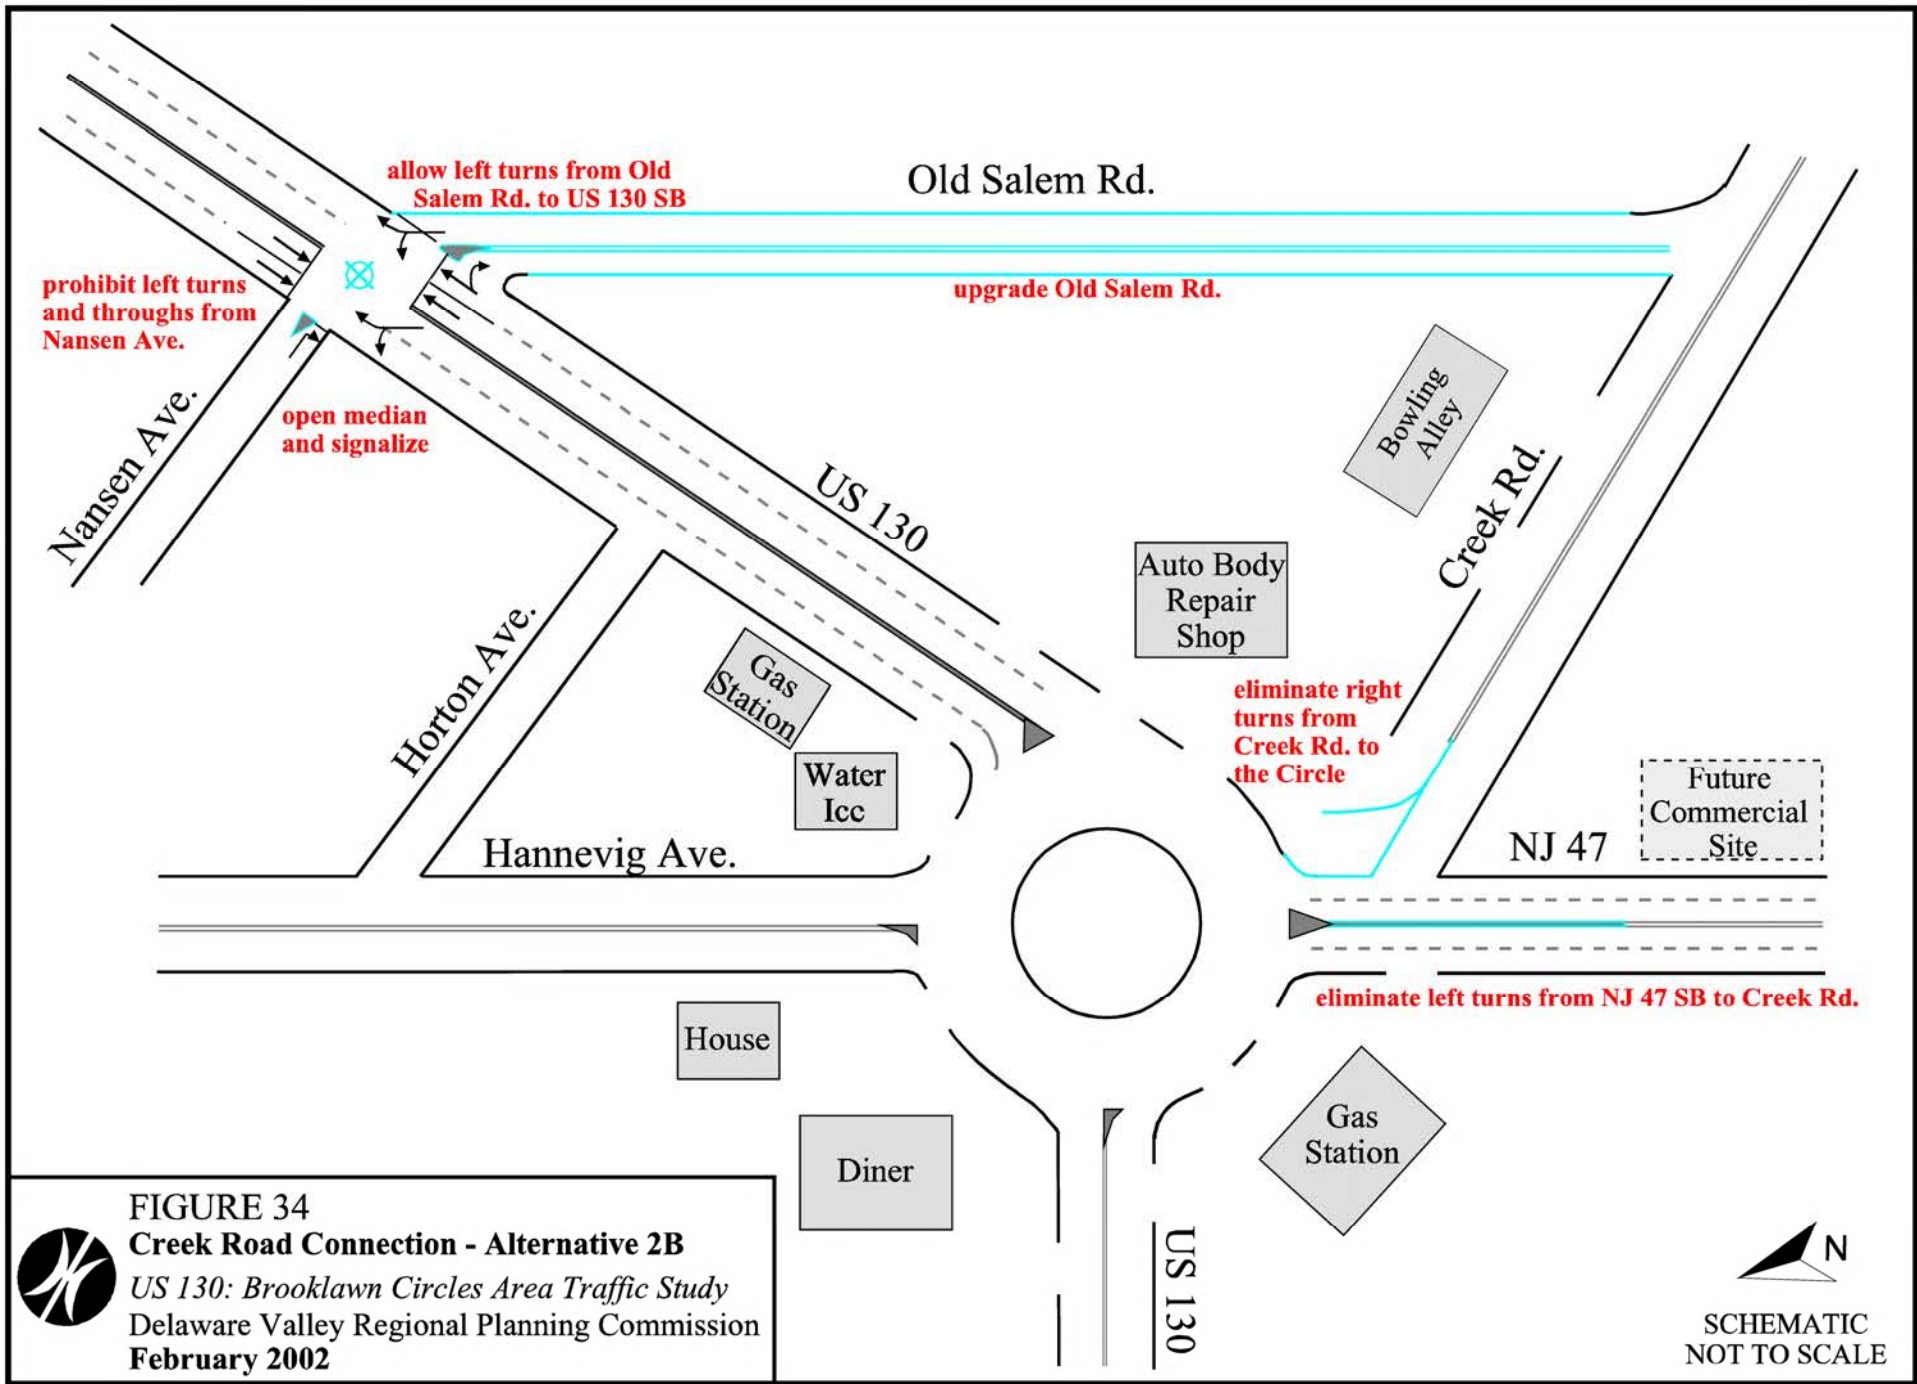 allow left turns from Old
Salem Rd. to US 130 SB
Old Salem Rd.
prohibit left turns
and throughs from
Nansen Ave.
upgrade Old Salem Rd.
open median
and signalize
Nansen Ave.
US 130
Bowling
Alley
Creek Rd.
Auto Body
Repair
Shop
Horton Ave.
Gas
Station
Water
Icc
eliminate right
turns from
Creek Rd. to
the Circle
Future
Commercial
Site
Hannevig Ave.
NJ 47
eliminate left turns from NJ 47 SB to Creek Rd.
House
Diner
Gas
Station
US 130
N
SCHEMATIC
NOT TO SCALE
FIGURE 34
Creek Road Connection - Alternative 2B
US 130: Brooklawn Circles Area Traffic Study
Delaware Valley Regional Planning Commission
February 2002